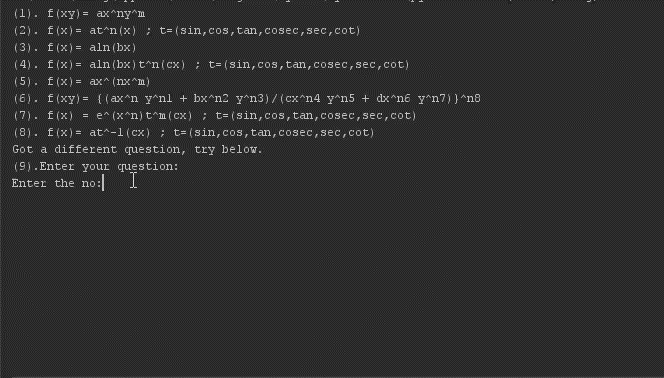 (1). f(xy)= ax^ny^m
(2). f(x)= at^n(x) ; t=(sin,cos,tan,cosec,sec,cot)
(3). f(x)= aln(bx)
(4). f(x)= aln(bx)t^n(cx) ; t=(sin,cos,tan,cosec,sec,cot)
(5). f(x)= ax^(nx^m)
(6). f(xy)= {(ax^n y^n1 + bx^n2 y^n3)/(cx^n4 y^n5 + dx^n6 y^n7)}^n8
(7). f(x) = e^(x^n)t^m(cx) ; t=(sin,cos,tan,cosec,sec,cot)
(8). f(x)= at^-1(cx) ; t=(sin,cos,tan,cosec,sec,cot)
Got a different question, try below.
(9).Enter your question:
Enter the no: